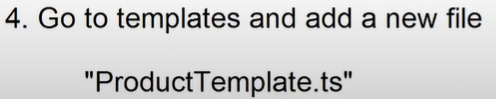 4. Go to templates and add a new file
"ProductTemplate.ts"